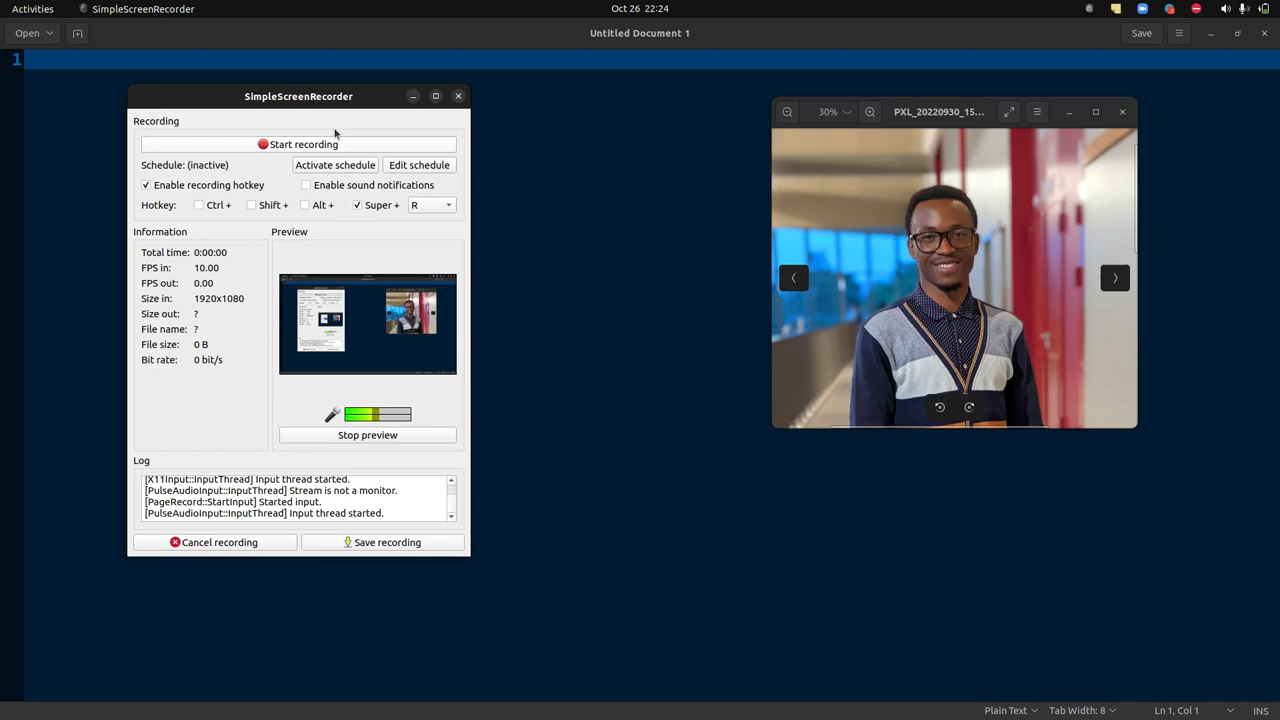 Activities SimpleScreenRecorder Oct 26 22:24
Open Untitled Document 1 Save
1
SimpleScreenRecorder
Recording
Start recording
Schedule: (inactive) Activate schedule Edit schedule
Enable recording hotkey Enable sound notifications
Hotkey: Ctrl + Shift + Alt + Super + R
Information
Total time: 0:00:00
FPS in: 10.00
FPS out: 0.00
Size in: 1920x1080
Size out: ?
File name: ?
File size: 0 B
Bit rate: 0 bit/s
Preview
Stop preview
Log
[X11Input::InputThread] Input thread started.
[PulseAudioInput::InputThread] Stream is not a monitor.
[PageRecord::StartInput] Started input.
[PulseAudioInput::InputThread] Input thread started.
Cancel recording Save recording
30% PXL_20220930_15...
Plain Text Tab Width: 8 Ln 1, Col 1 INS